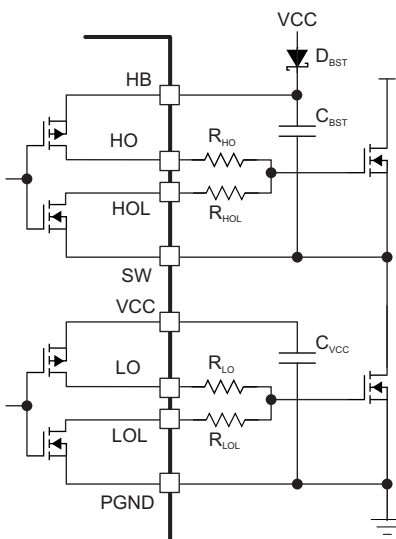 VCC
D_BST
HB
C_BST
HO
R_HO
HOL
R_HOL
SW
VCC
R_LO
C_VCC
LO
LOL
R_LOL
PGND